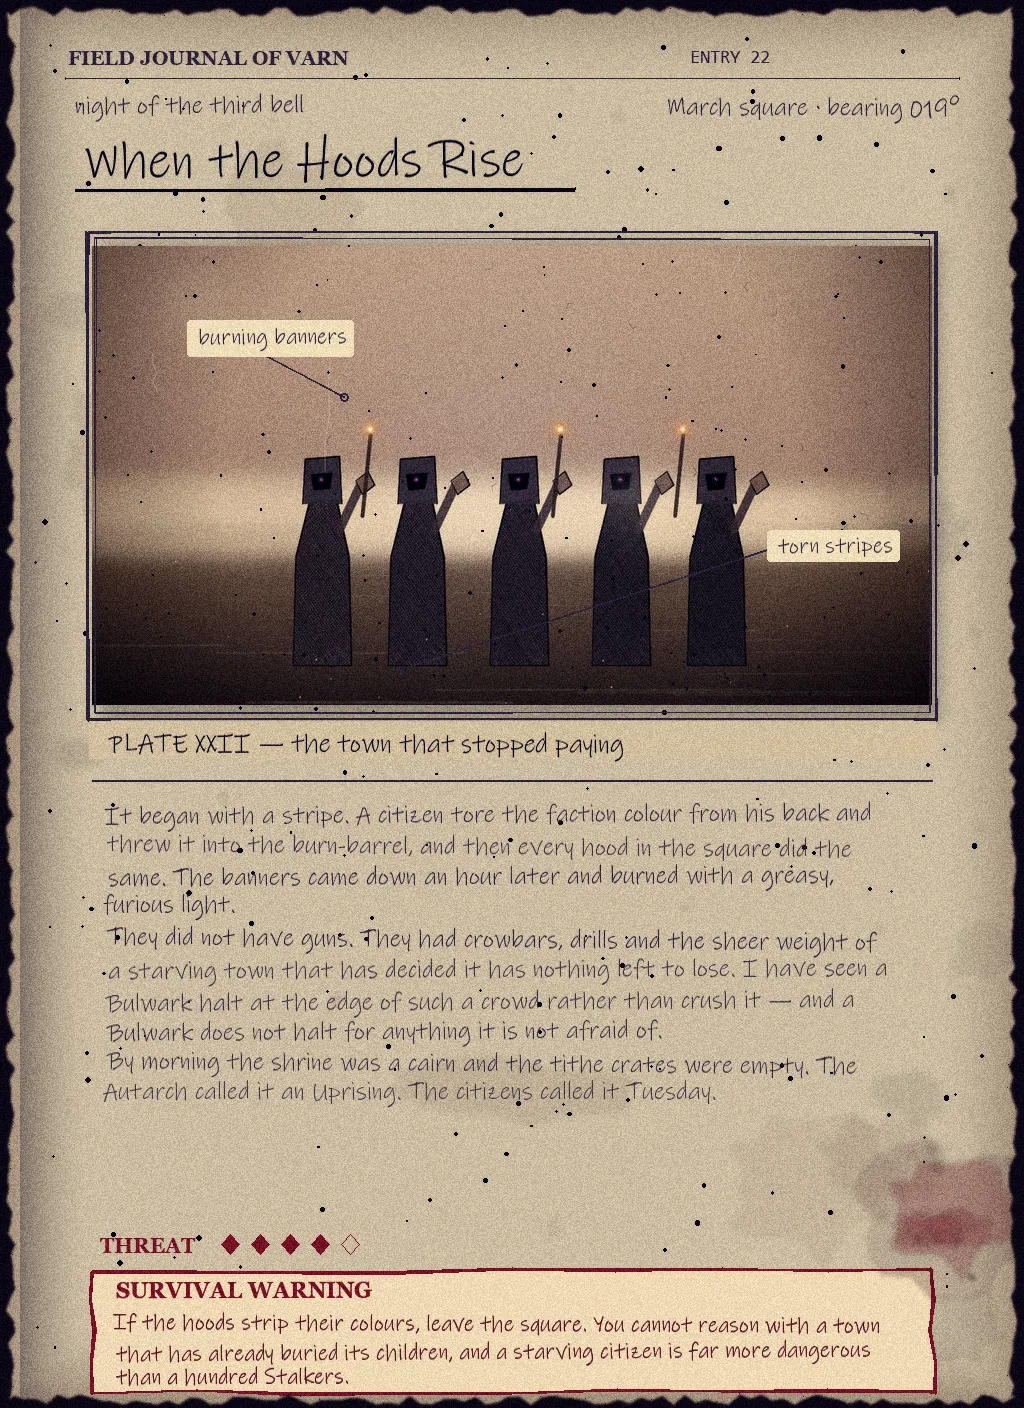 FIELD JOURNAL OF VARN
ENTRY 22
night of the third bell
March square · bearing 019°
When the Hoods Rise
burning banners
torn stripes
PLATE XXII — the town that stopped paying
It began with a stripe. A citizen tore the faction colour from his back and
threw it into the burn-barrel, and then every hood in the square did the
same. The banners came down an hour later and burned with a greasy,
furious light.
They did not have guns. They had crowbars, drills and the sheer weight of
a starving town that has decided it has nothing left to lose. I have seen a
Bulwark halt at the edge of such a crowd rather than crush it — and a
Bulwark does not halt for anything it is not afraid of.
By morning the shrine was a cairn and the tithe crates were empty. The
Autarch called it an Uprising. The citizens called it Tuesday.
THREAT ◆ ◆ ◆ ◆ ◇
SURVIVAL WARNING
If the hoods strip their colours, leave the square. You cannot reason with a town
that has already buried its children, and a starving citizen is far more dangerous
than a hundred Stalkers.